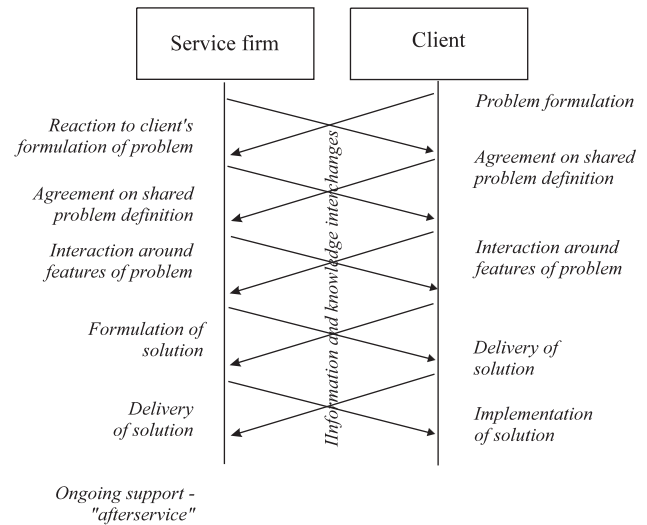 Service firm
Client
Problem formulation
Reaction to client's
formulation of problem
Agreement on shared
problem definition
Agreement on shared
problem definition
Interaction around
features of problem
Interaction around
features of problem
IInformation and knowledge interchanges
Formulation of
solution
Delivery of
solution
Delivery
of solution
Implementation
of solution
Ongoing support -
"afterservice"